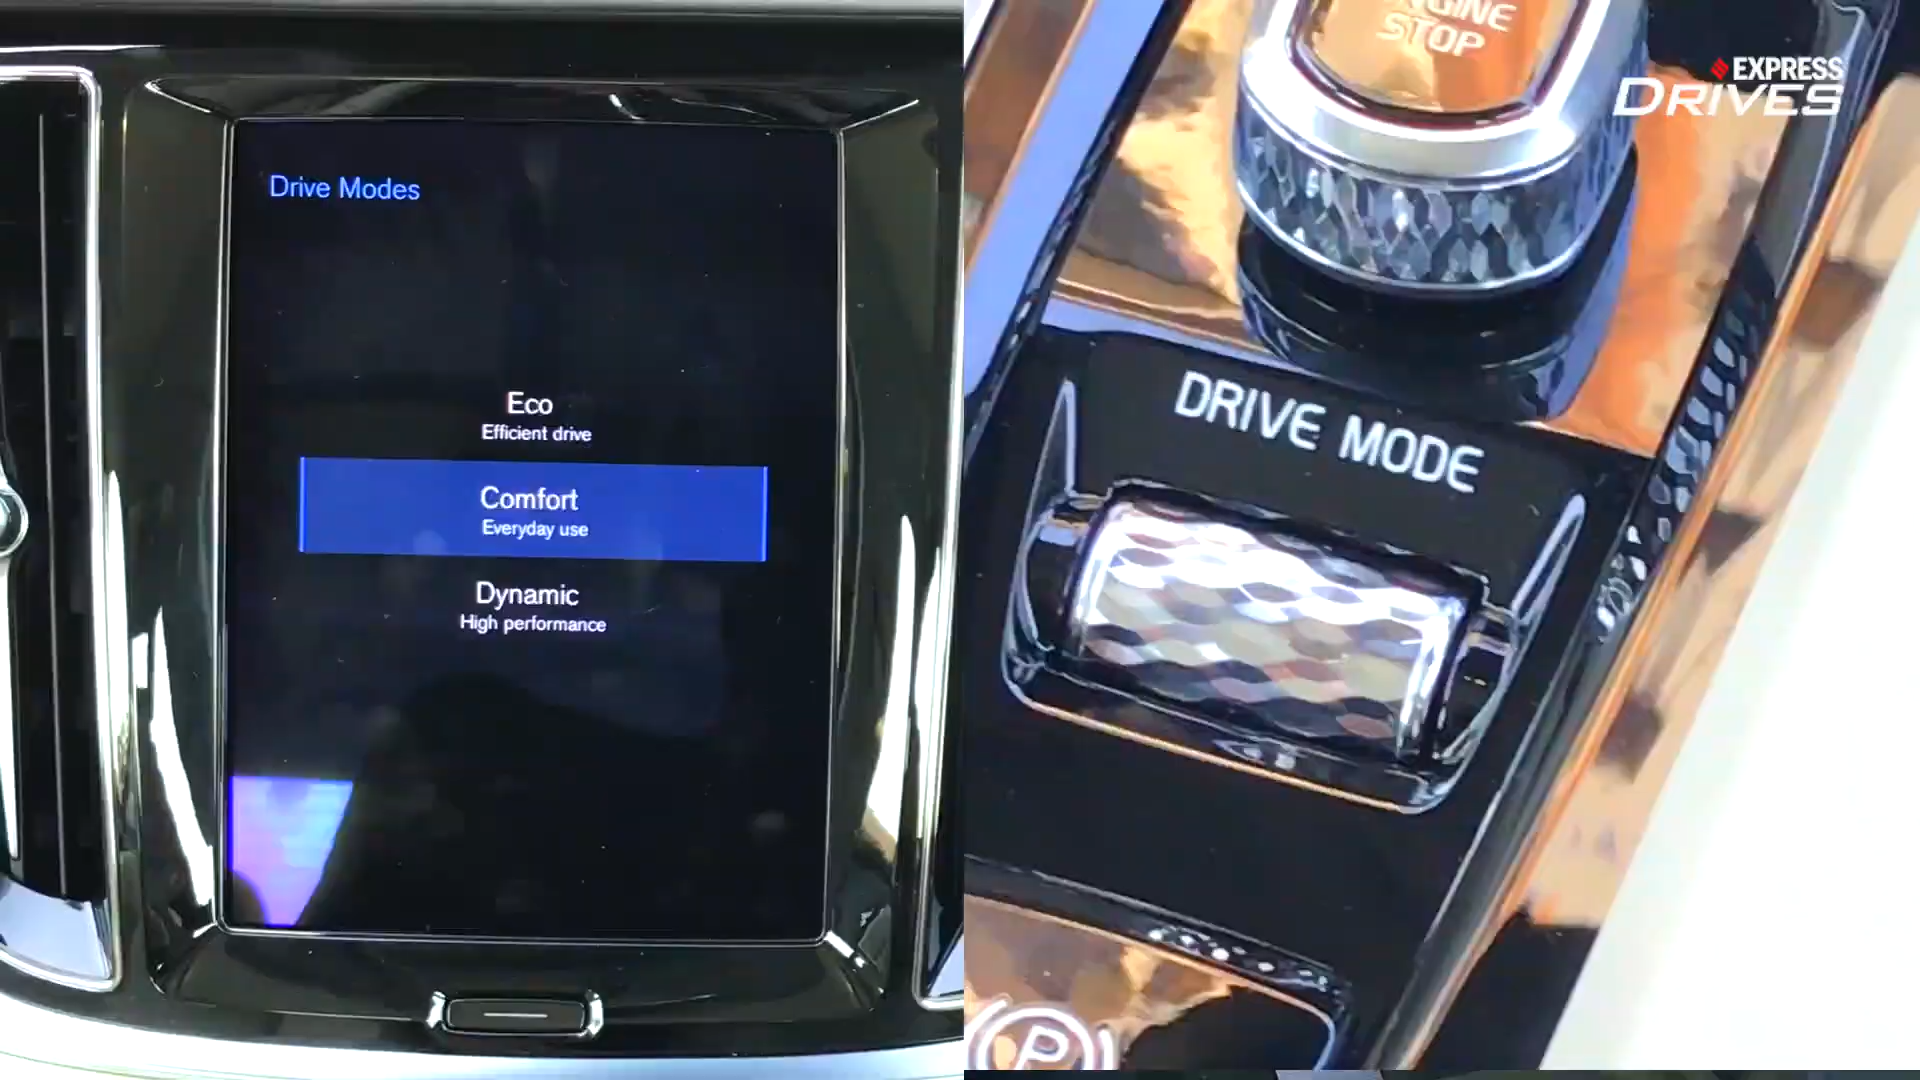 Drive Modes
Eco
Efficient drive
Comfort
Everyday use
Dynamic
High performance
STOP
EXPRESS
DRIVES
DRIVE MODE
P